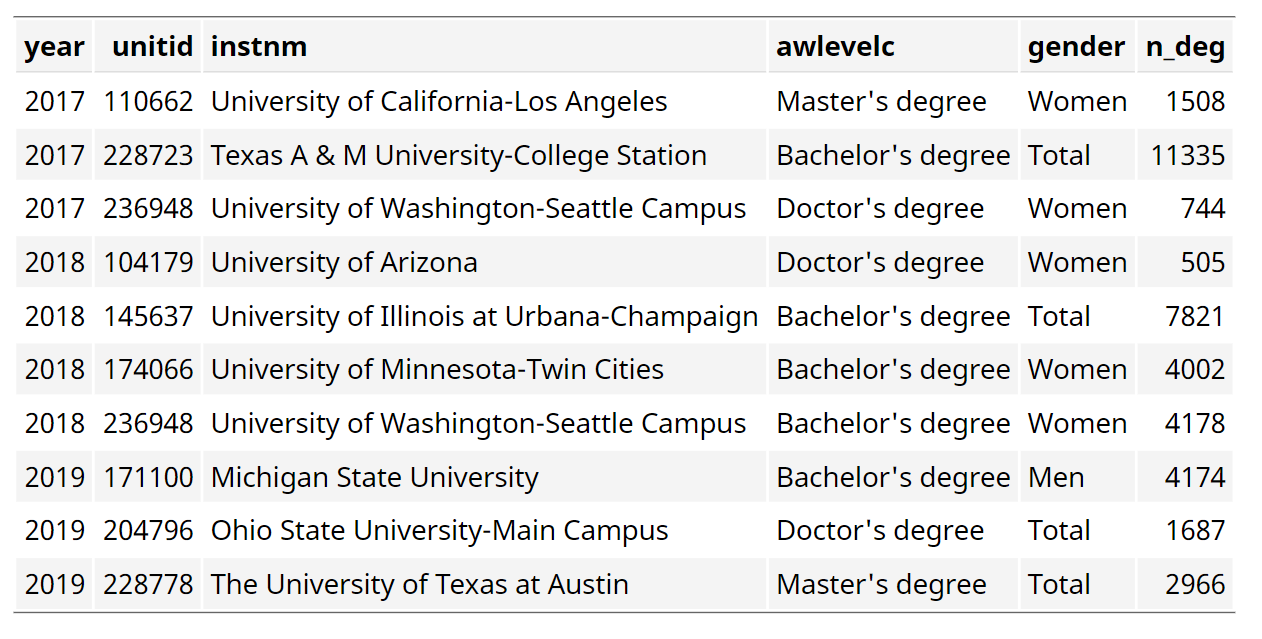 year unitid instnm awlevelc gender n_deg
2017 110662 University of California-Los Angeles Master's degree Women 1508
2017 228723 Texas A & M University-College Station Bachelor's degree Total 11335
2017 236948 University of Washington-Seattle Campus Doctor's degree Women 744
2018 104179 University of Arizona Doctor's degree Women 505
2018 145637 University of Illinois at Urbana-Champaign Bachelor's degree Total 7821
2018 174066 University of Minnesota-Twin Cities Bachelor's degree Women 4002
2018 236948 University of Washington-Seattle Campus Bachelor's degree Women 4178
2019 171100 Michigan State University Bachelor's degree Men 4174
2019 204796 Ohio State University-Main Campus Doctor's degree Total 1687
2019 228778 The University of Texas at Austin Master's degree Total 2966